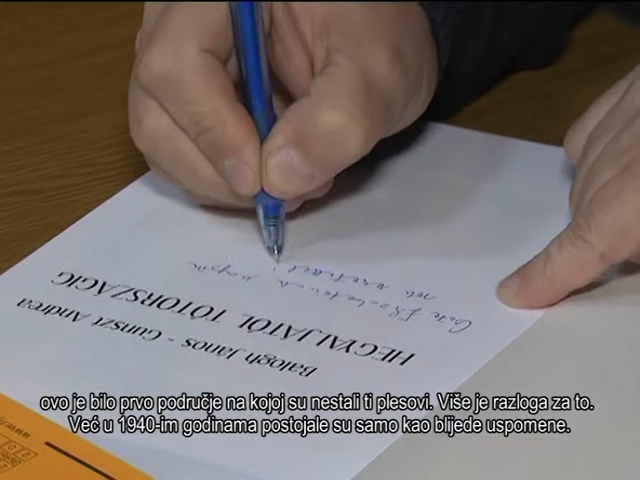 Balogh János - Gunszt Andrea
HEGYALJÁTÓL TÓTORSZÁGIG
ovo je bilo prvo područje na kojoj su nestali ti plesovi. Više je razloga za to.
Već u 1940-im godinama postojale su samo kao blijede uspomene.